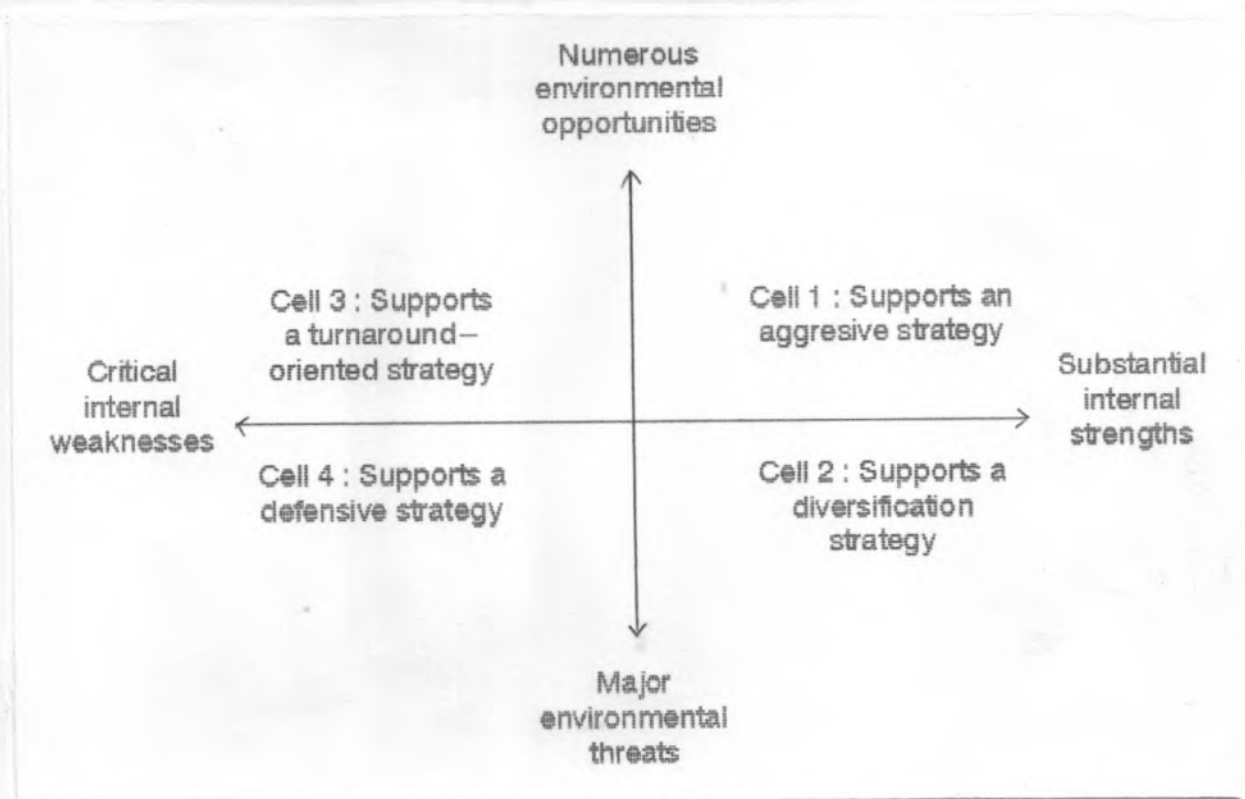 Numerous
environmental
opportunities
Cell 3 : Supports
a turnaround–
oriented strategy
Cell 1 : Supports an
aggresive strategy
Critical
internal
weaknesses
Substantial
internal
strengths
Cell 4 : Supports a
defensive strategy
Cell 2 : Supports a
diversification
strategy
Major
environmental
threats